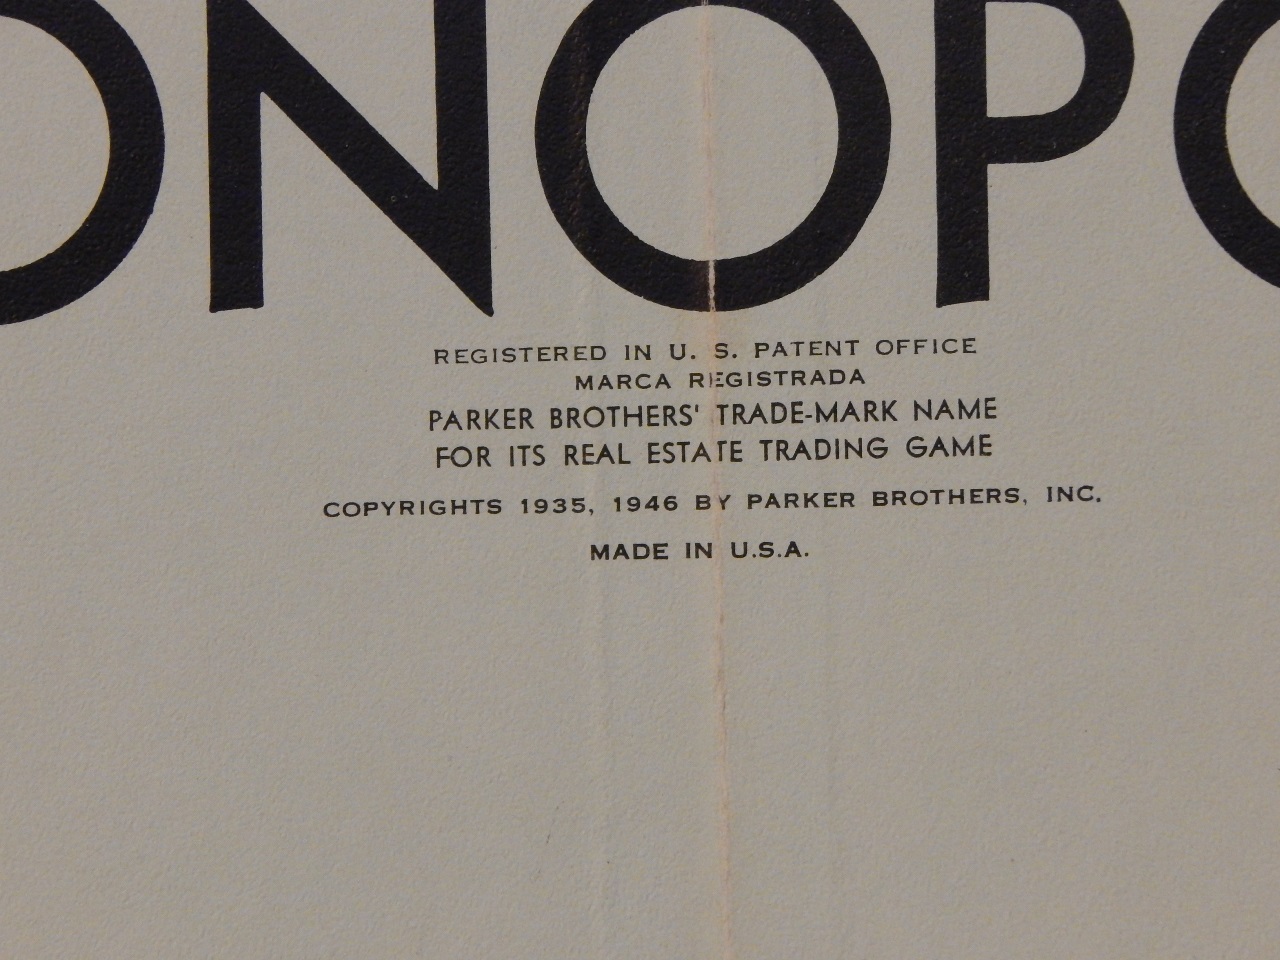 ONOPO
REGISTERED IN U. S. PATENT OFFICE
MARCA REGISTRADA
PARKER BROTHERS' TRADE-MARK NAME
FOR ITS REAL ESTATE TRADING GAME
COPYRIGHTS 1935, 1946 BY PARKER BROTHERS, INC.
MADE IN U.S.A.